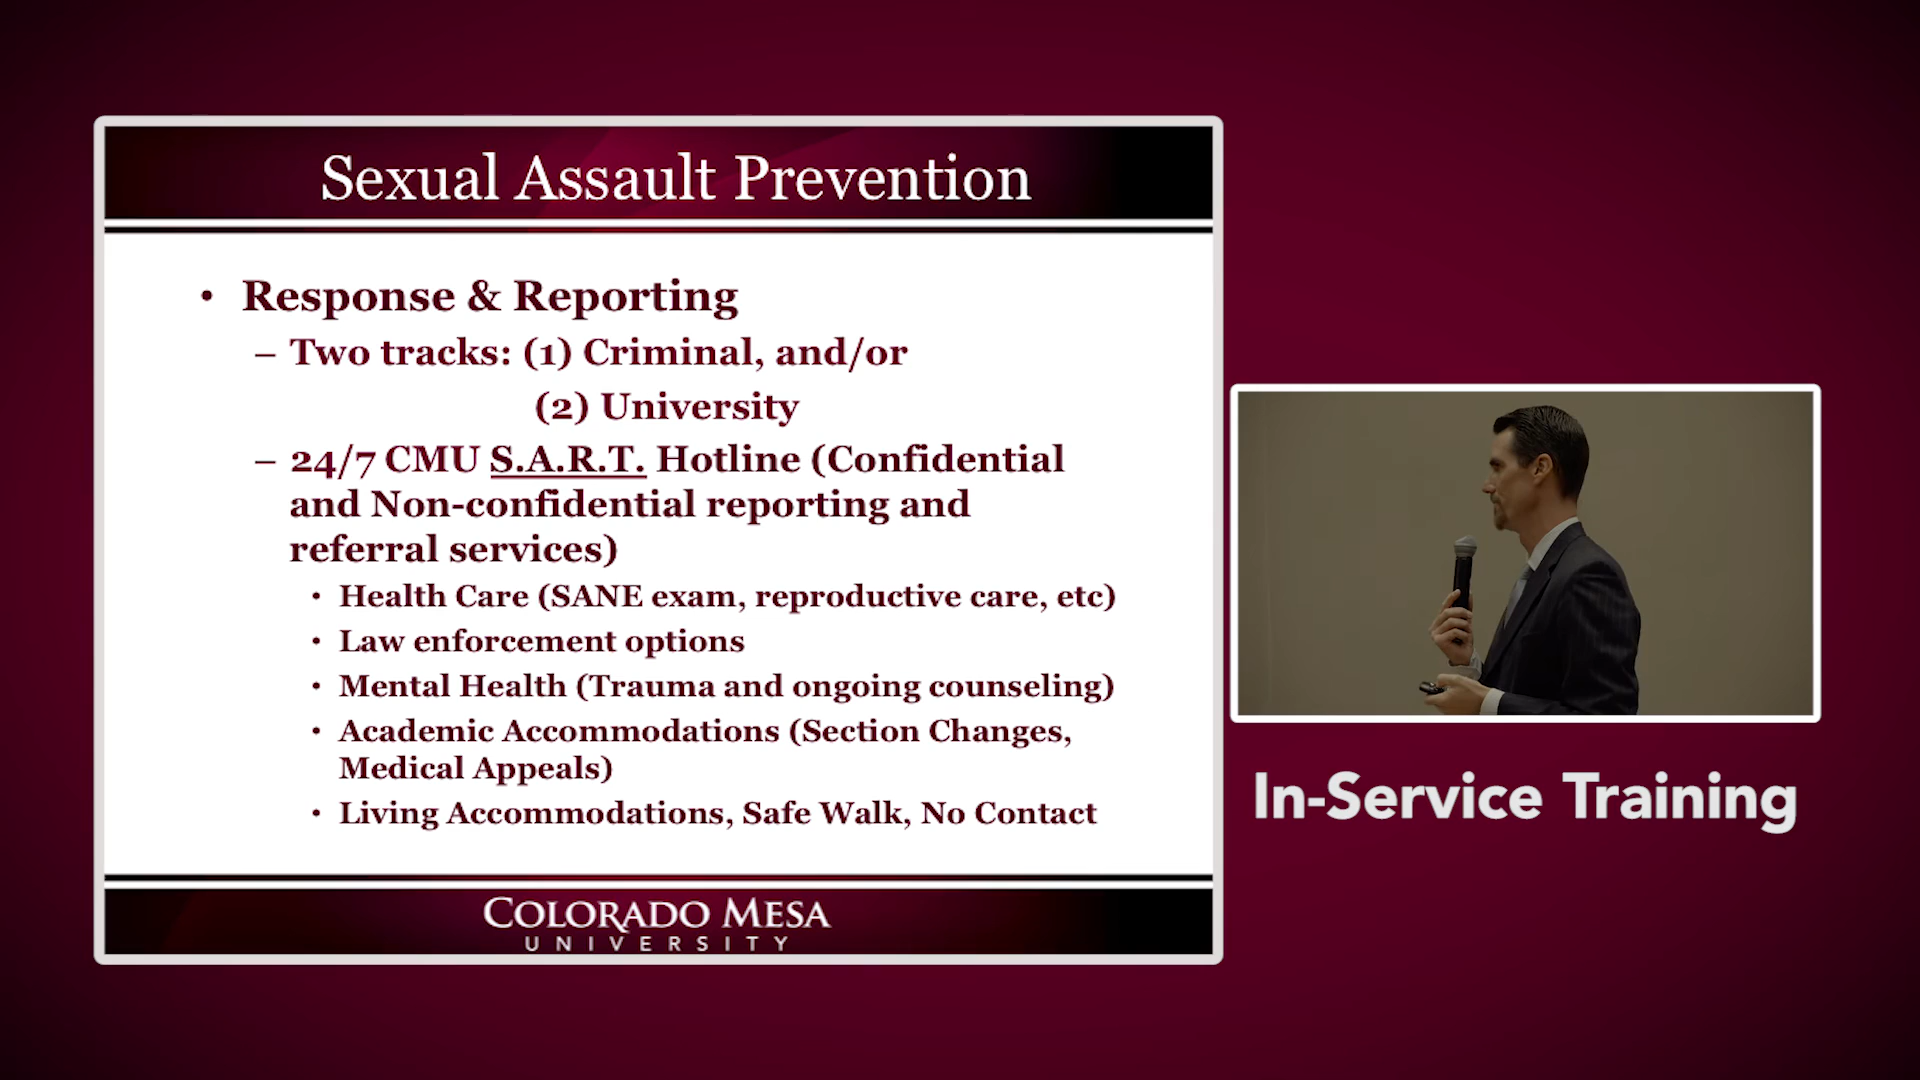 Sexual Assault Prevention
• Response & Reporting
– Two tracks: (1) Criminal, and/or
(2) University
– 24/7 CMU S.A.R.T. Hotline (Confidential
and Non-confidential reporting and
referral services)
• Health Care (SANE exam, reproductive care, etc)
• Law enforcement options
• Mental Health (Trauma and ongoing counseling)
• Academic Accommodations (Section Changes,
Medical Appeals)
• Living Accommodations, Safe Walk, No Contact
COLORADO MESA
UNIVERSITY
In-Service Training